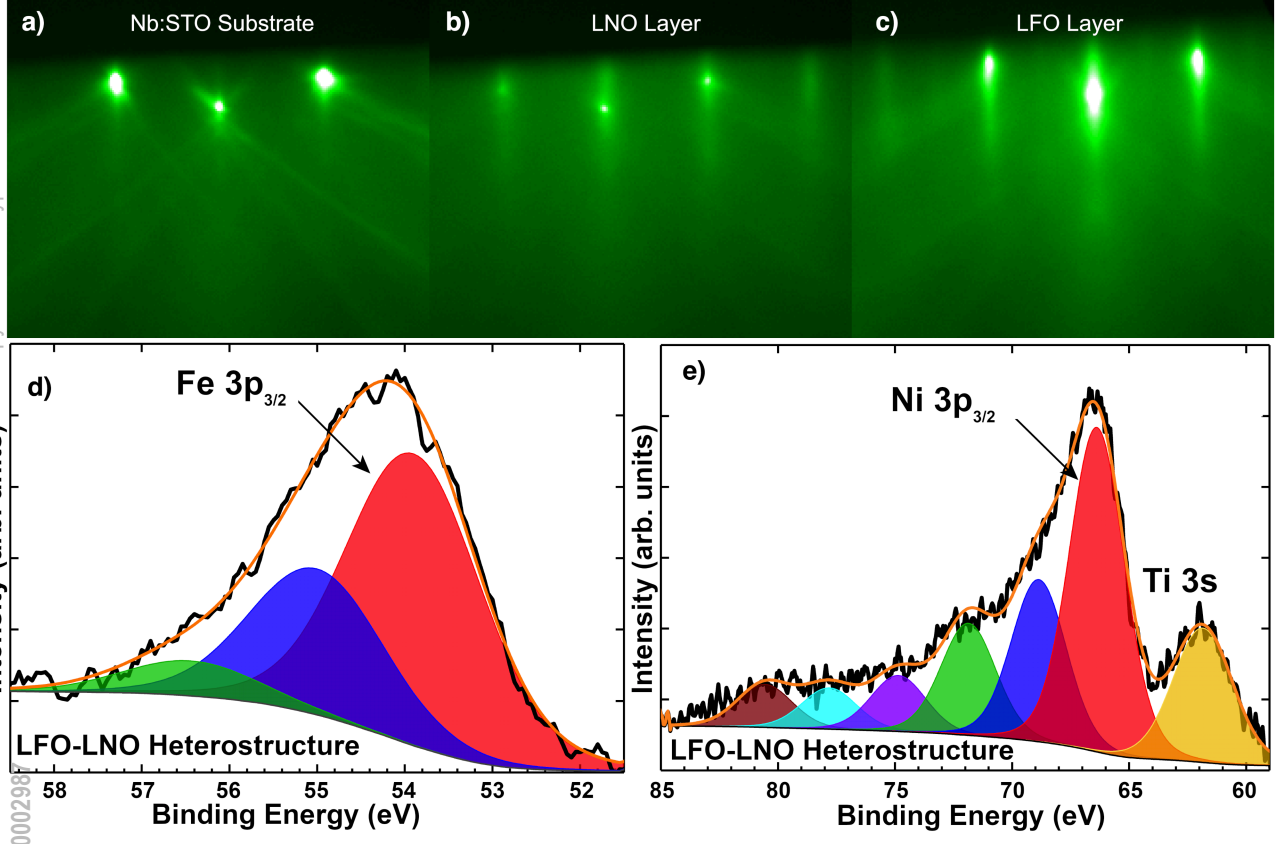 a) Nb:STO Substrate
b) LNO Layer
c) LFO Layer
d)
Fe 3p3/2
LFO-LNO Heterostructure
58 57 56 55 54 53 52
Binding Energy (eV)
e)
Ni 3p3/2
Ti 3s
Intensity (arb. units)
LFO-LNO Heterostructure
85 80 75 70 65 60
Binding Energy (eV)
0002987